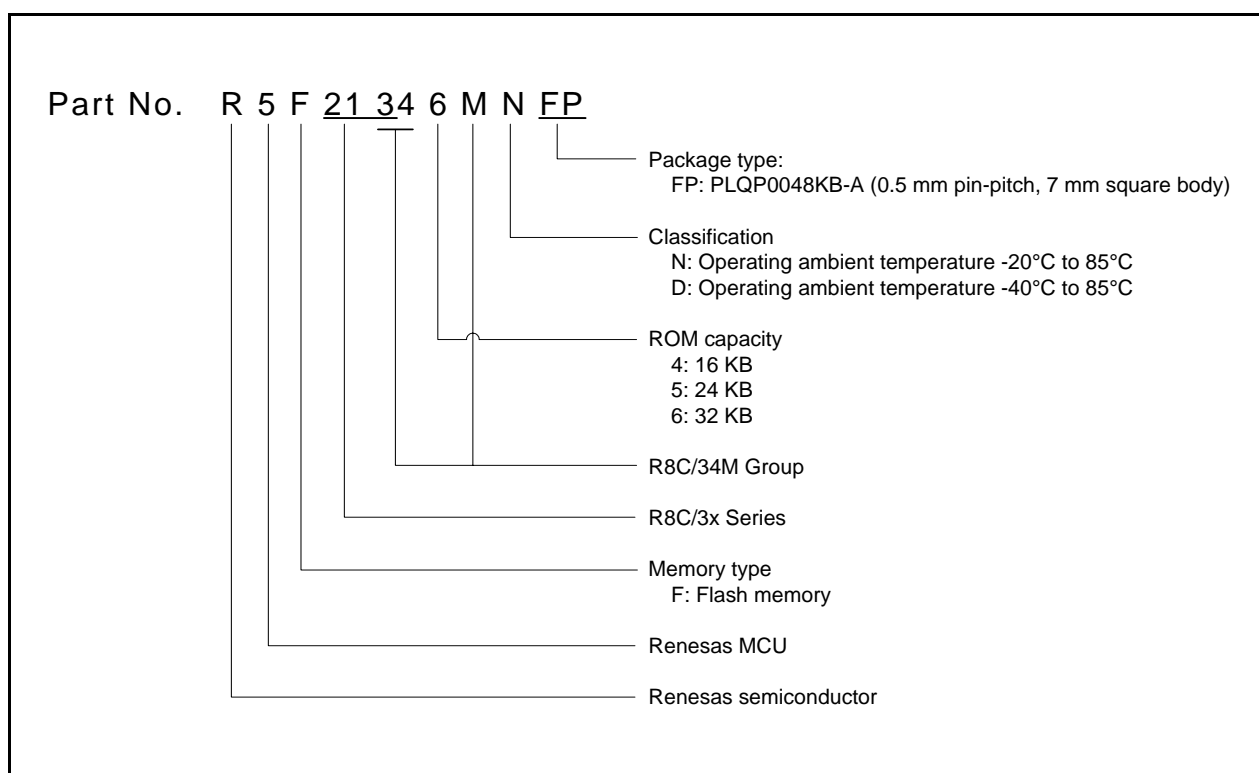 Part No. R 5 F 21 34 6 M N FP
Package type:
FP: PLQP0048KB-A (0.5 mm pin-pitch, 7 mm square body)
Classification
N: Operating ambient temperature -20°C to 85°C
D: Operating ambient temperature -40°C to 85°C
ROM capacity
4: 16 KB
5: 24 KB
6: 32 KB
R8C/34M Group
R8C/3x Series
Memory type
F: Flash memory
Renesas MCU
Renesas semiconductor